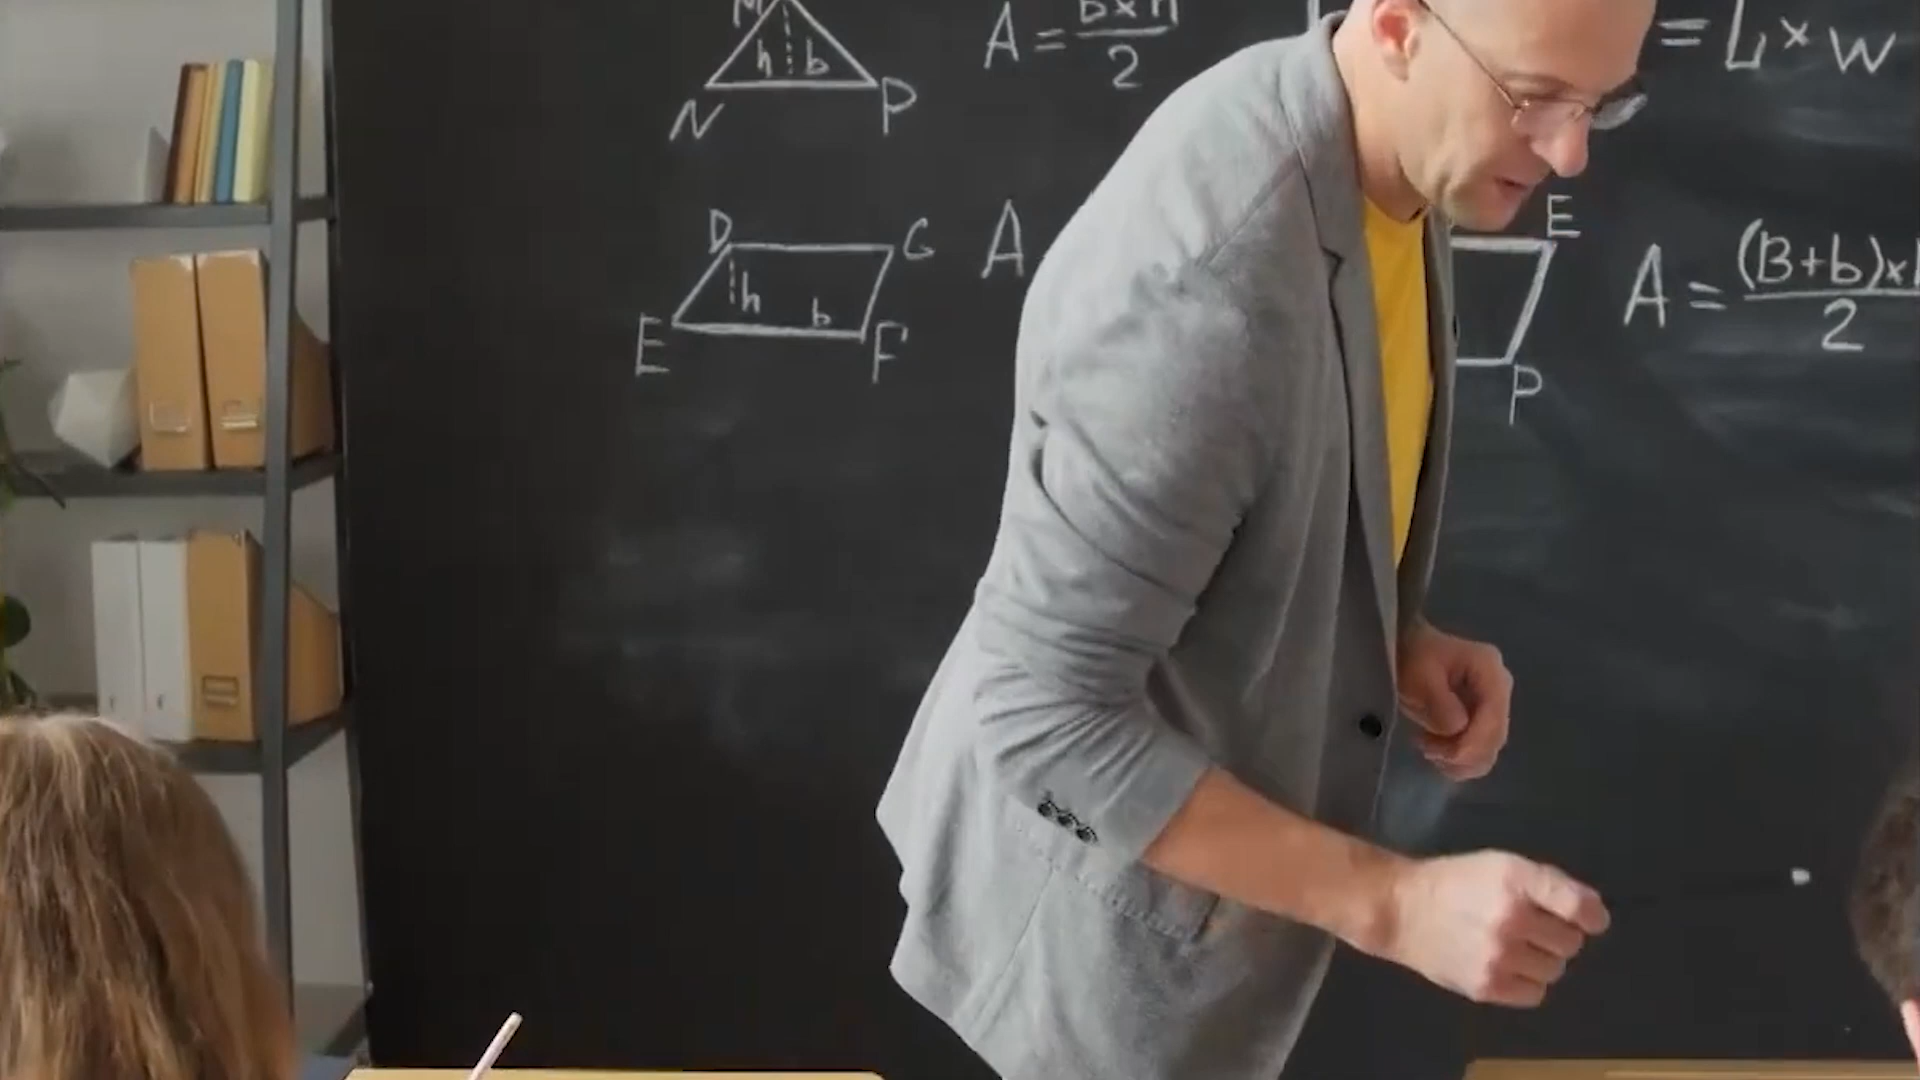 M
h b
N P
A = b×h
2
= L × W
D G
h b
E F
A
E
P
A = (B+b)×h
2